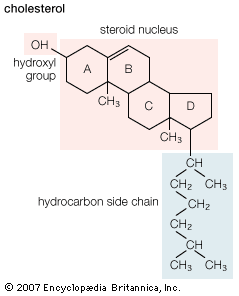 cholesterol
steroid nucleus
OH
hydroxyl
group
A B
C D
CH₃
CH₃
CH
CH₂ CH₃
CH₂
hydrocarbon side chain
CH₂
CH
CH₃ CH₃
© 2007 Encyclopædia Britannica, Inc.